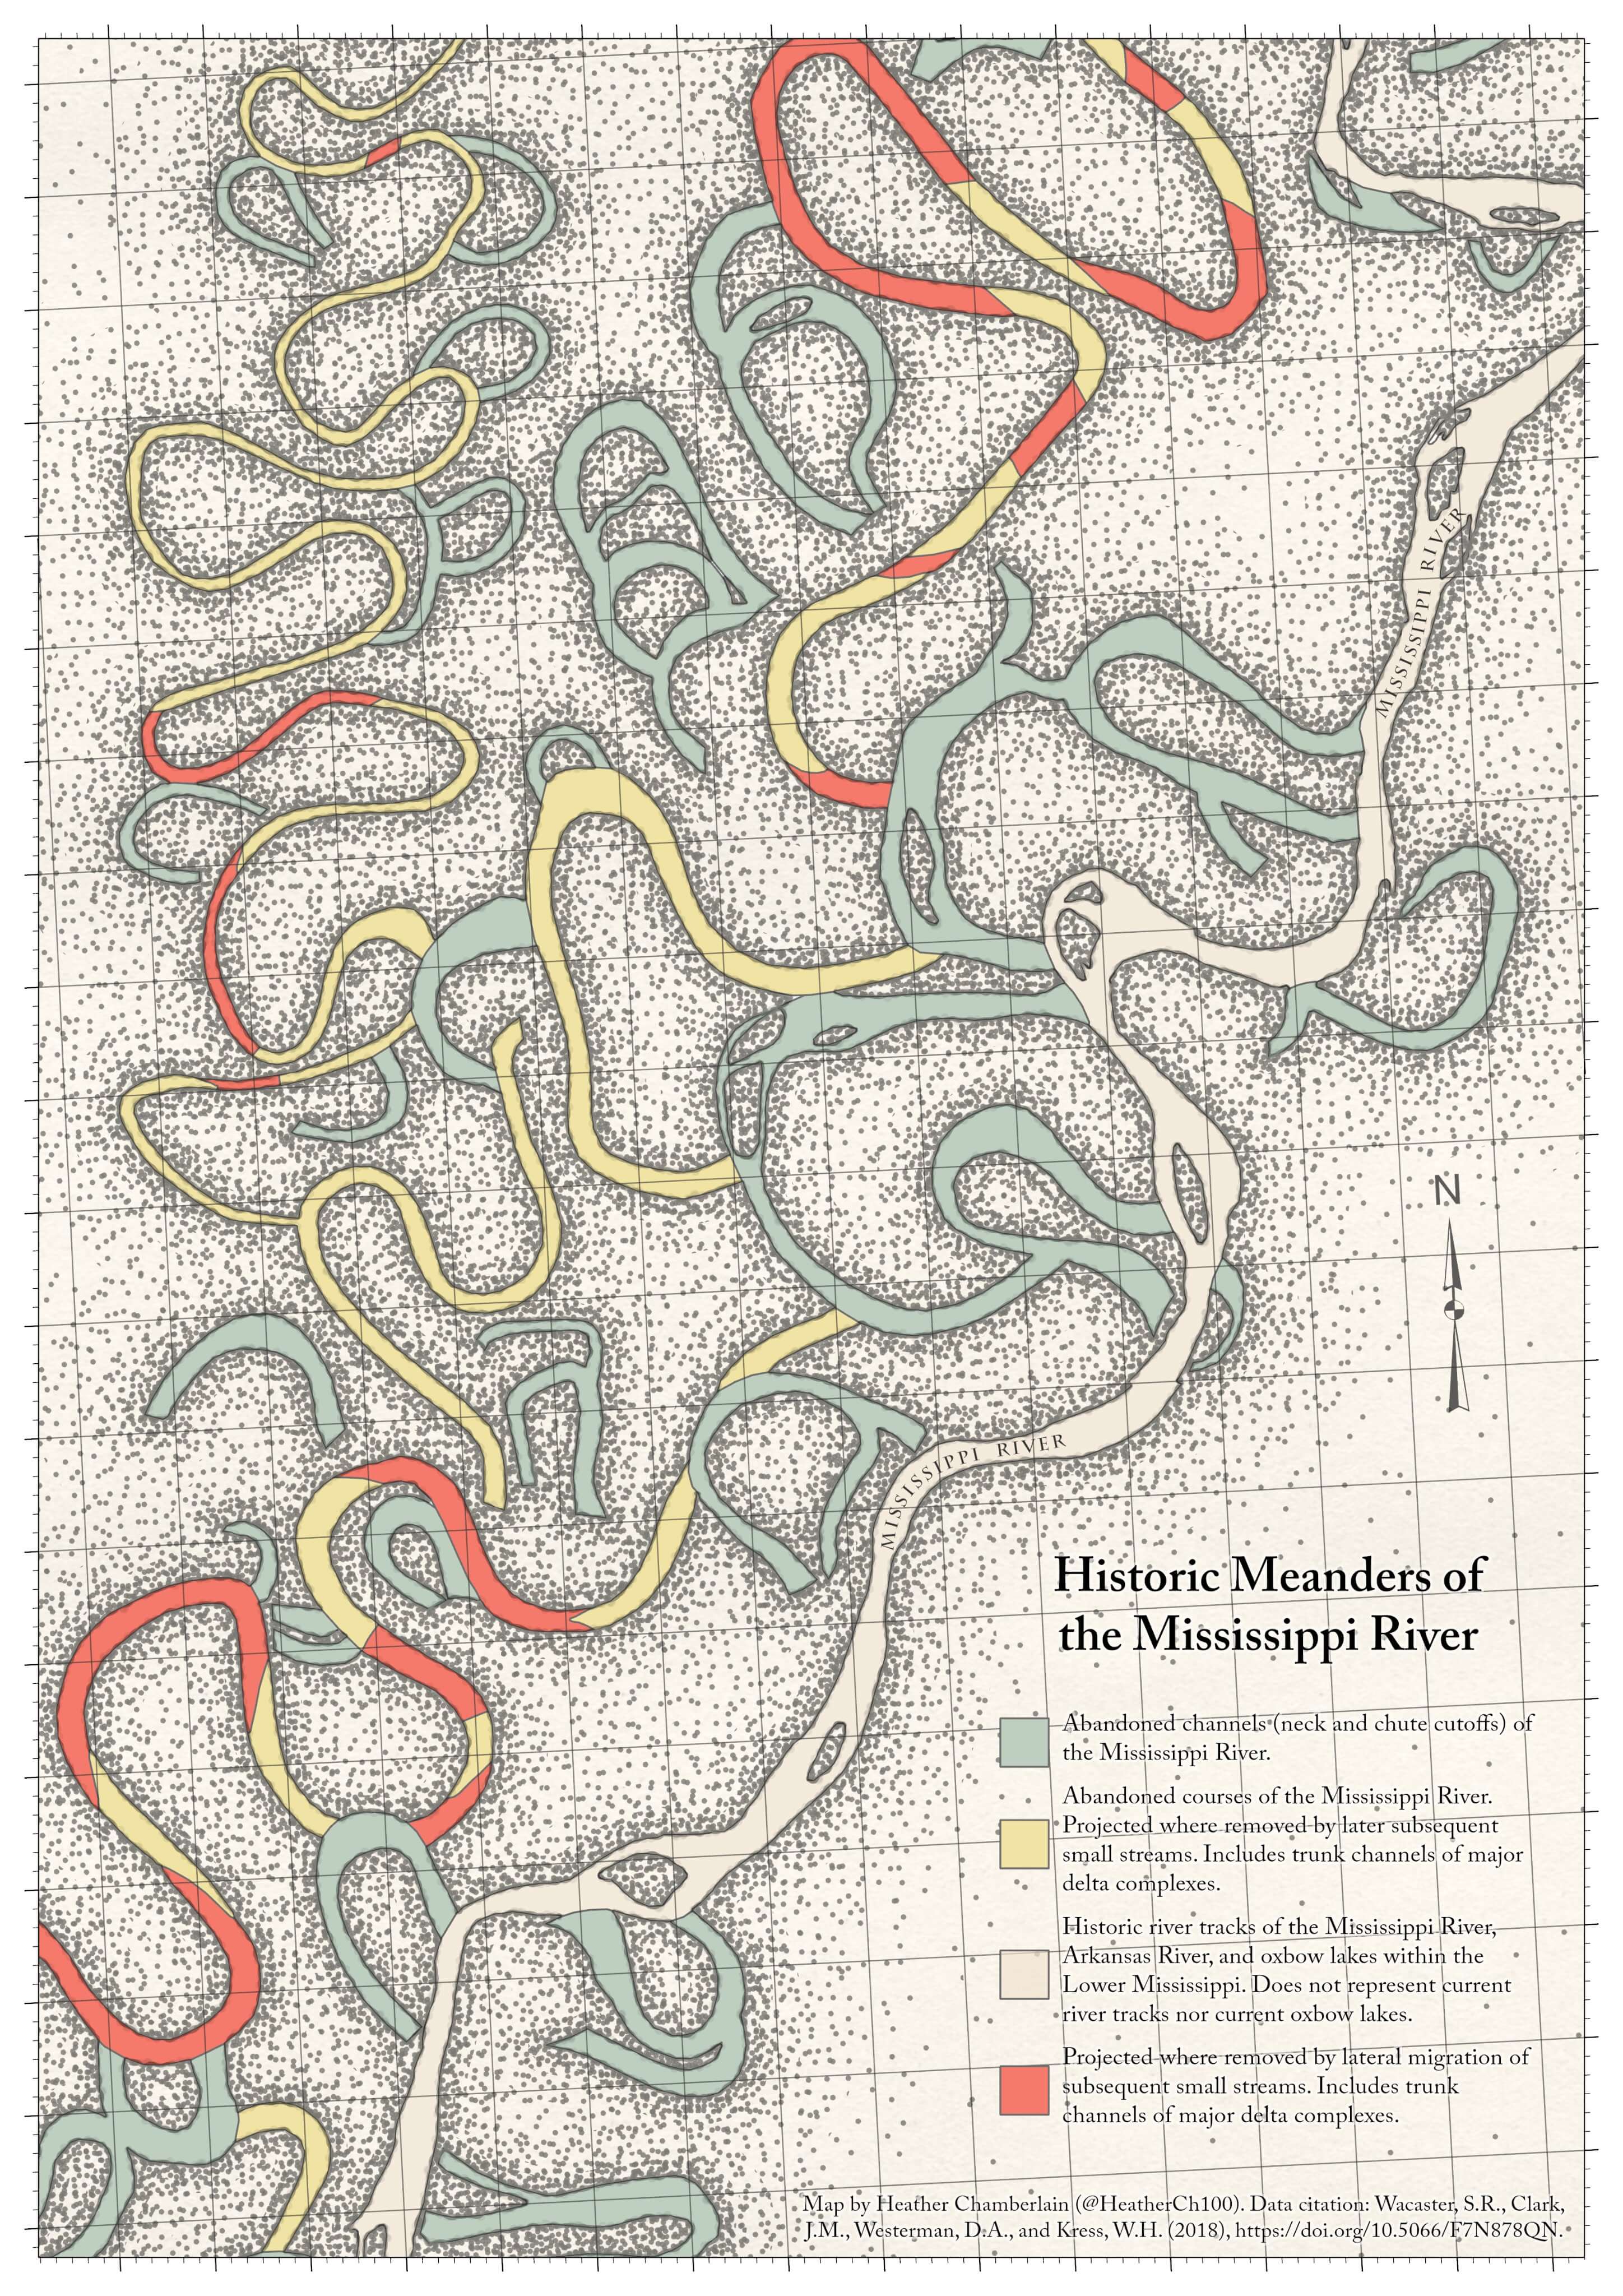 MISSISSIPPI RIVER
N
MISSISSIPPI RIVER
Historic Meanders of
the Mississippi River
Abandoned channels (neck and chute cutoffs) of
the Mississippi River.
Abandoned courses of the Mississippi River.
Projected where removed by later subsequent
small streams. Includes trunk channels of major
delta complexes.
Historic river tracks of the Mississippi River,
Arkansas River, and oxbow lakes within the
Lower Mississippi. Does not represent current
river tracks nor current oxbow lakes.
Projected where removed by lateral migration of
subsequent small streams. Includes trunk
channels of major delta complexes.
Map by Heather Chamberlain (@HeatherCh100). Data citation: Wacaster, S.R., Clark,
J.M., Westerman, D.A., and Kress, W.H. (2018), https://doi.org/10.5066/F7N878QN.